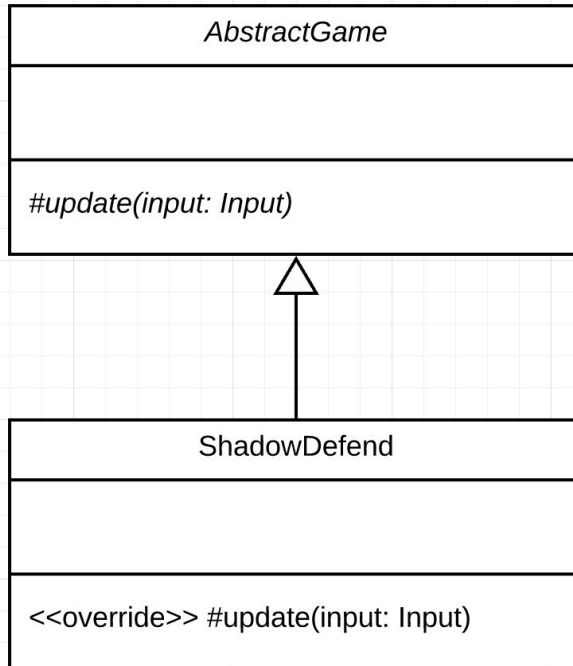 AbstractGame
#update(input: Input)
ShadowDefend
<<override>> #update(input: Input)